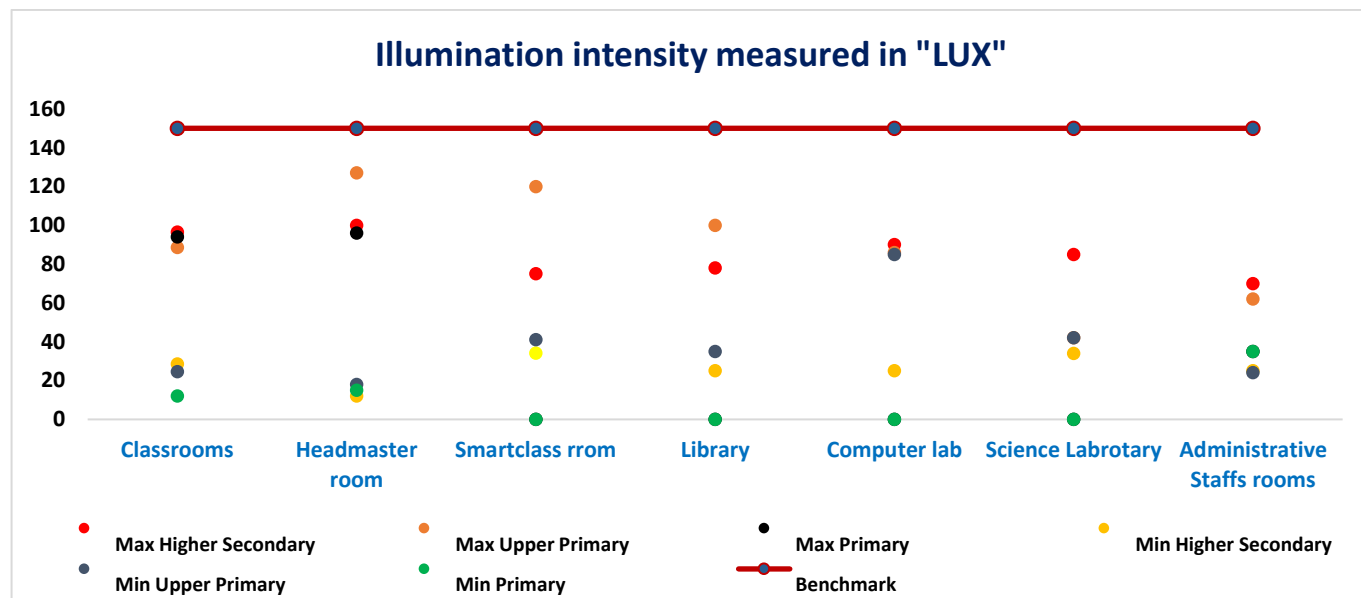 Illumination intensity measured in "LUX"
160
140
120
100
80
60
40
20
0
Classrooms
Headmaster
room
Smartclass rrom
Library
Computer lab
Science Labrotary
Administrative
Staffs rooms
Max Higher Secondary
Max Upper Primary
Max Primary
Min Higher Secondary
Min Upper Primary
Min Primary
Benchmark